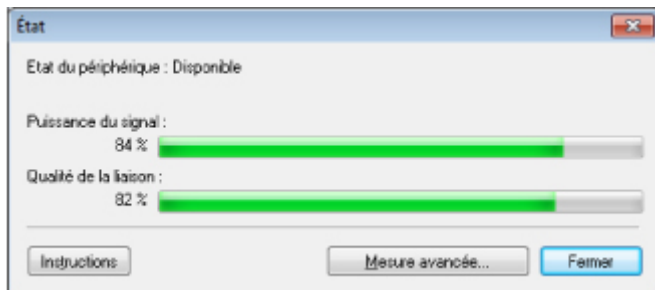 État
Etat du périphérique : Disponible
Puissance du signal :
84 %
Qualité de la liaison :
82 %
Instructions
Mesure avancée...
Fermer